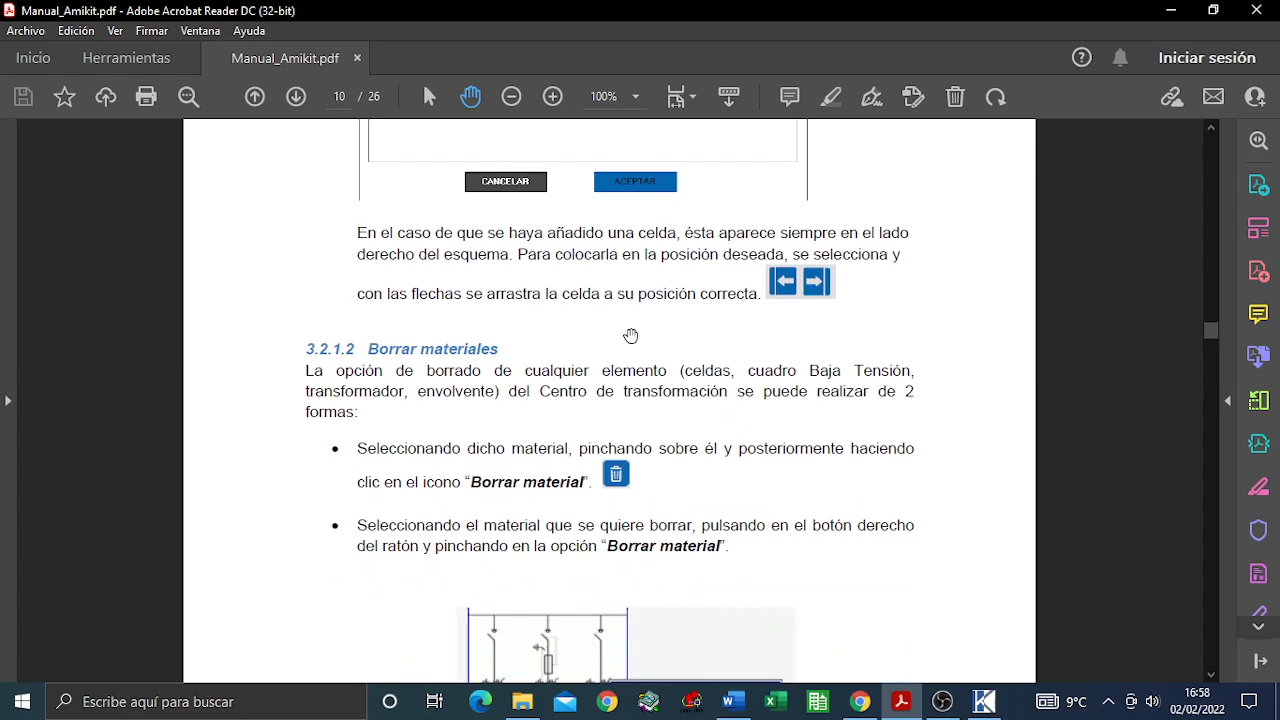 Manual_Amikit.pdf - Adobe Acrobat Reader DC (32-bit)
Archivo Edición Ver Firmar Ventana Ayuda
Inicio Herramientas Manual_Amikit.pdf × Iniciar sesión
10 / 26 100%
CANCELAR ACEPTAR
En el caso de que se haya añadido una celda, ésta aparece siempre en el lado
derecho del esquema. Para colocarla en la posición deseada, se selecciona y
con las flechas se arrastra la celda a su posición correcta.
3.2.1.2 Borrar materiales
La opción de borrado de cualquier elemento (celdas, cuadro Baja Tensión,
transformador, envolvente) del Centro de transformación se puede realizar de 2
formas:
• Seleccionando dicho material, pinchando sobre él y posteriormente haciendo
clic en el icono “Borrar material”.
• Seleccionando el material que se quiere borrar, pulsando en el botón derecho
del ratón y pinchando en la opción “Borrar material”.
Escribe aquí para buscar
9°C
16:58
02/02/2022